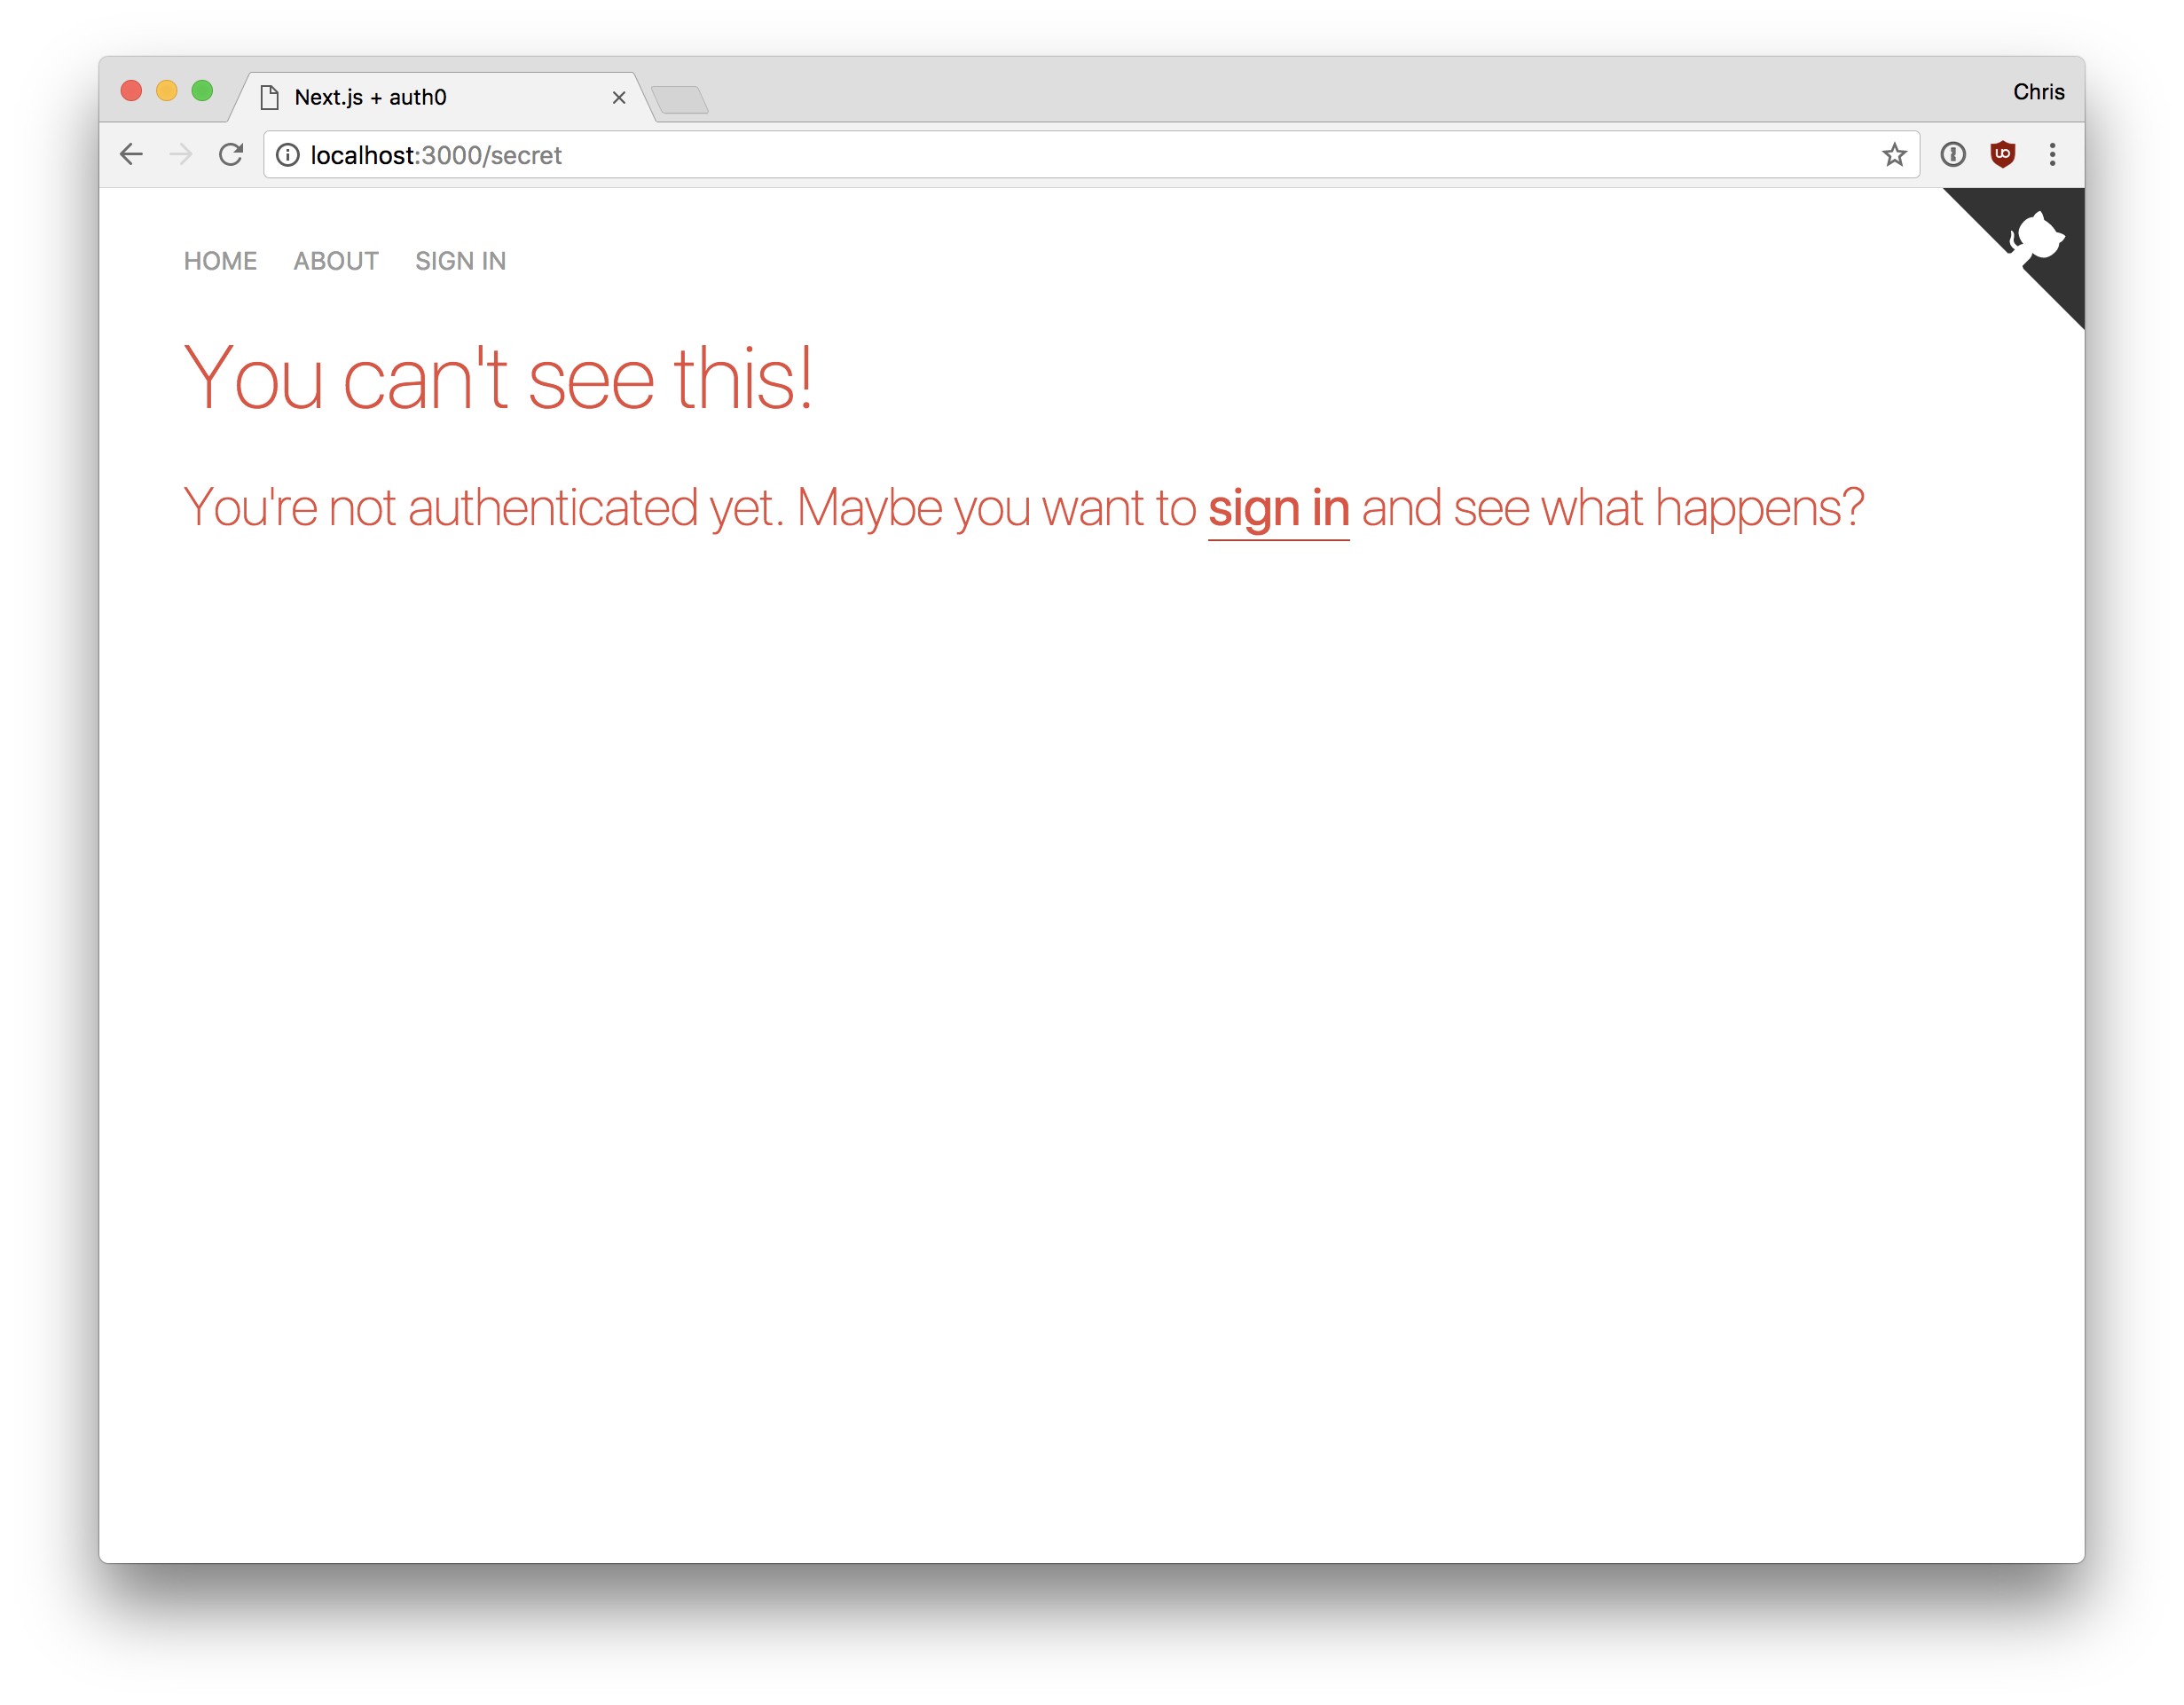 Next.js + auth0
Chris
localhost:3000/secret
HOME ABOUT SIGN IN
You can't see this!
You're not authenticated yet. Maybe you want to sign in and see what happens?